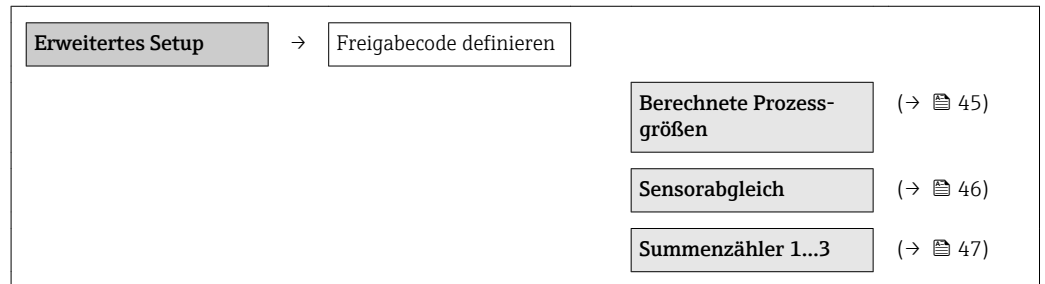 Erweitertes Setup → Freigabecode definieren
Berechnete Prozess- (→ 45)
größen
Sensorabgleich (→ 46)
Summenzähler 1...3 (→ 47)